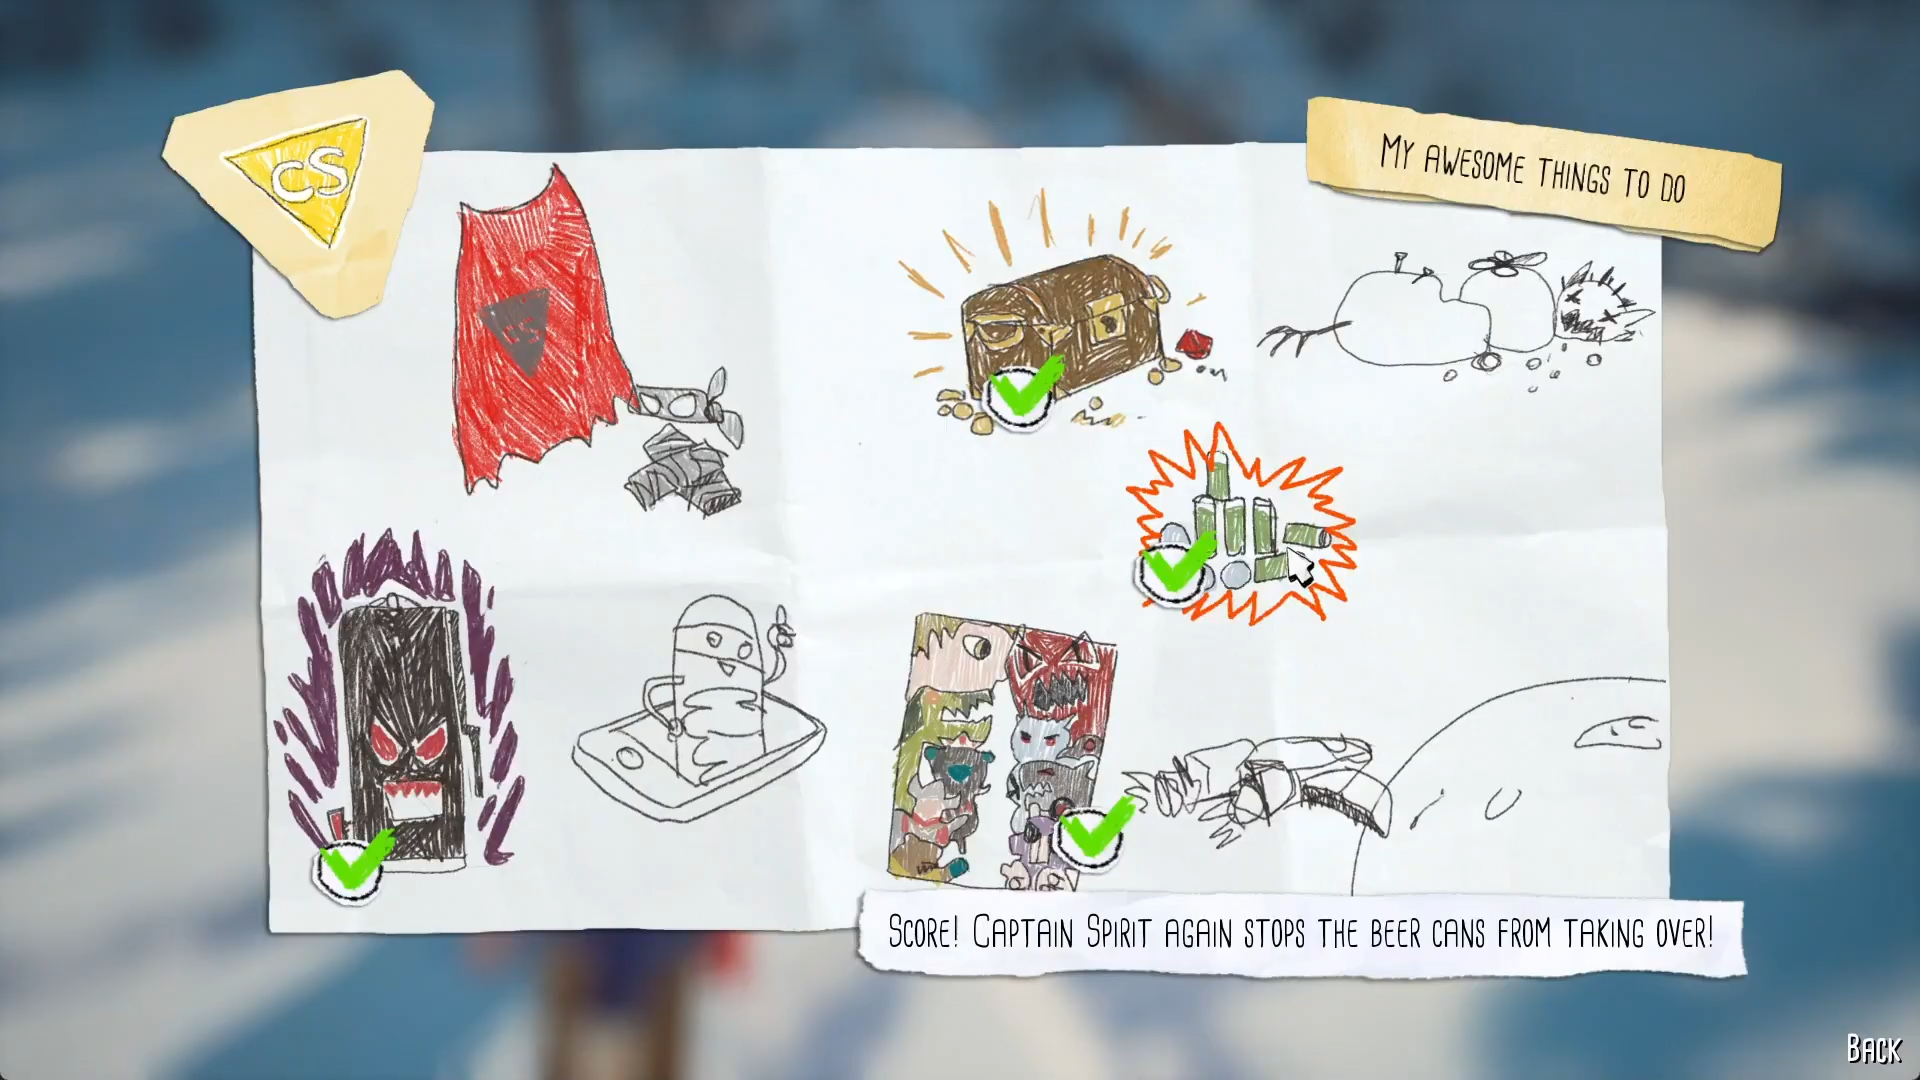 CS
MY AWESOME THINGS TO DO
CS
SCORE! CAPTAIN SPIRIT AGAIN STOPS THE BEER CANS FROM TAKING OVER!
BACK